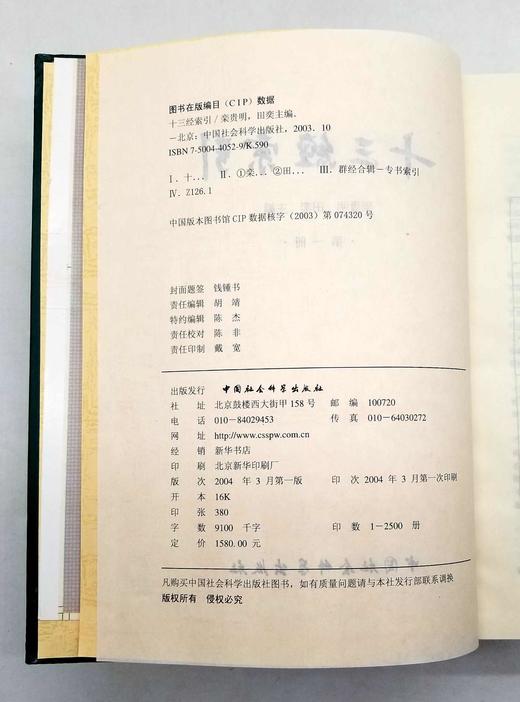 图书在版编目（CIP）数据
十三经索引／栾贵明，田奕主编．
－北京：中国社会科学出版社，2003．10
ISBN 7-5004-4052-9/K.590
Ⅰ．十…　Ⅱ．①栾…②田…　Ⅲ．群经合辑－专书索引
Ⅳ．Z126.1
中国版本图书馆CIP数据核字（2003）第074320号
封面题签　钱锺书
责任编辑　胡　靖
特约编辑　陈　杰
责任校对　陈　非
责任印制　戴　宽
出版发行　中国社会科学出版社
社　址　北京鼓楼西大街甲158号　邮　编　100720
电　话　010-84029453　传　真　010-64030272
网　址　http://www.csspw.com.cn
经　销　新华书店
印　刷　北京新华印刷厂
版　次　2004 年 3 月第一版　印　次　2004 年 3 月第一次印刷
开　本　16K
印　张　380
字　数　9100 千字　印　数　1－2500 册
定　价　1580.00 元
凡购买中国社会科学出版社图书，如有质量问题请与本社发行部联系调换
版权所有　侵权必究